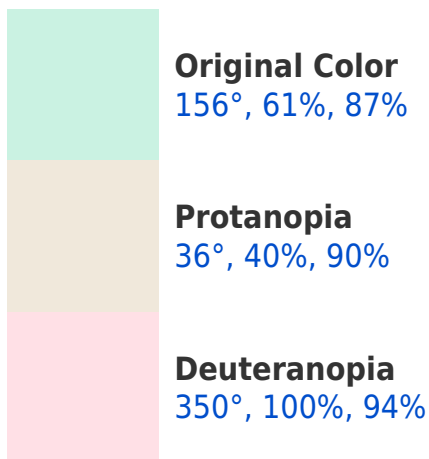 Original Color
156°, 61%, 87%
Protanopia
36°, 40%, 90%
Deuteranopia
350°, 100%, 94%